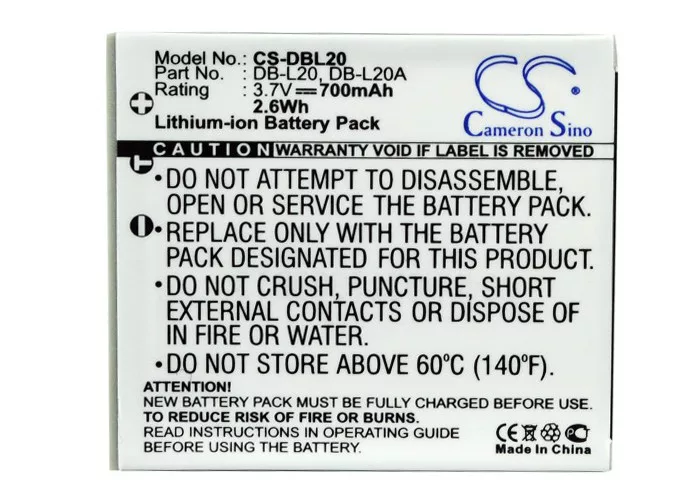 Model No.: CS-DBL20
Part No. : DB-L20, DB-L20A
Rating : 3.7V⎓700mAh
2.6Wh
Lithium-ion Battery Pack
CS
Cameron Sino
CAUTION WARRANTY VOID IF LABEL IS REMOVED
+
T
•DO NOT ATTEMPT TO DISASSEMBLE,
OPEN OR SERVICE THE BATTERY PACK.
•REPLACE ONLY WITH THE BATTERY
PACK DESIGNATED FOR THIS PRODUCT.
•DO NOT CRUSH, PUNCTURE, SHORT
EXTERNAL CONTACTS OR DISPOSE OF
IN FIRE OR WATER.
•DO NOT STORE ABOVE 60°C (140°F).
ATTENTION!
NEW BATTERY PACK MUST BE FULLY CHARGED BEFORE USE.
TO REDUCE RISK OF FIRE OR BURNS.
READ INSTRUCTIONS IN OPERATING GUIDE
BEFORE BATTERY PACK USE.
CE
Made In China